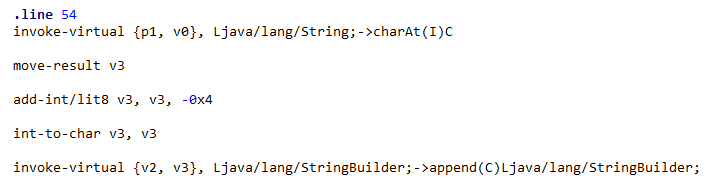 .line 54
invoke-virtual {p1, v0}, Ljava/lang/String;->charAt(I)C
move-result v3
add-int/lit8 v3, v3, -0x4
int-to-char v3, v3
invoke-virtual {v2, v3}, Ljava/lang/StringBuilder;->append(C)Ljava/lang/StringBuilder;